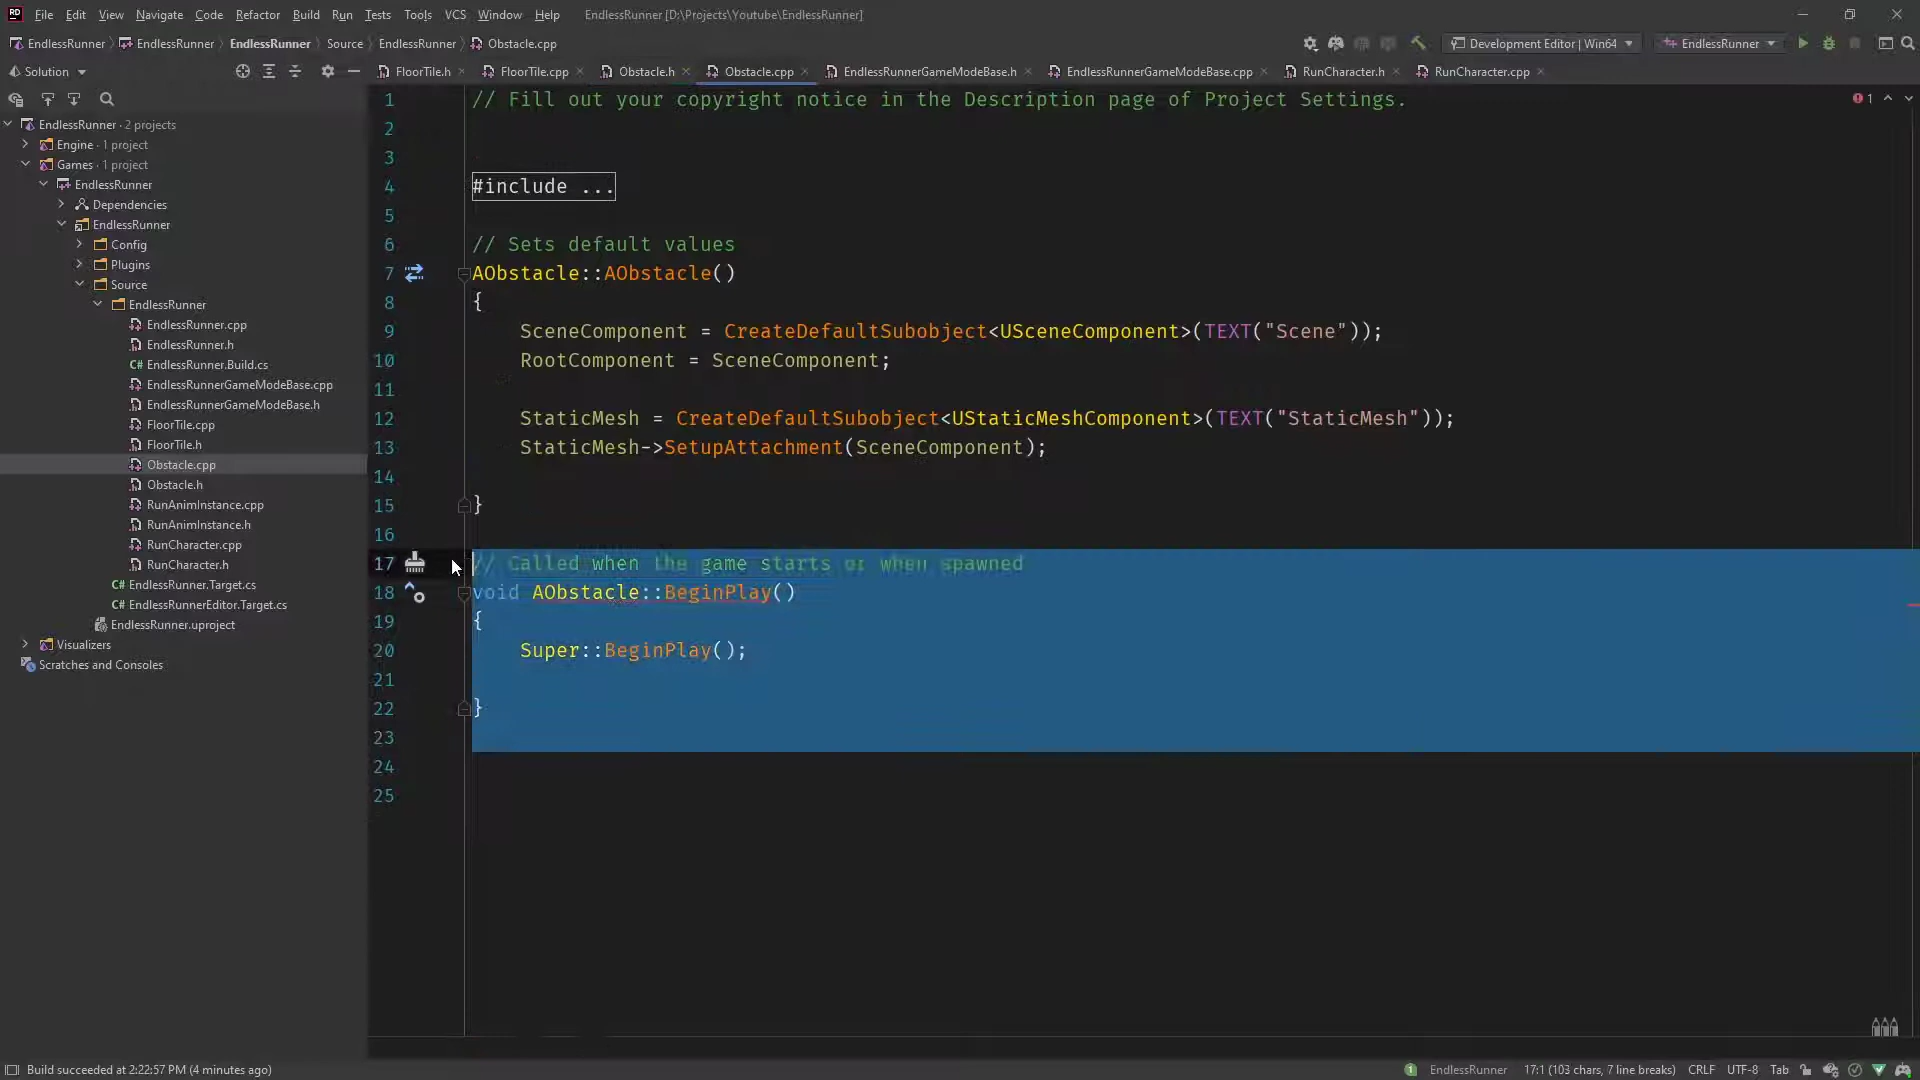 RD File Edit View Navigate Code Refactor Build Run Tests Tools VCS Window Help EndlessRunner [D:\Projects\Youtube\EndlessRunner]
EndlessRunner EndlessRunner EndlessRunner Source EndlessRunner Obstacle.cpp Development Editor | Win64 EndlessRunner
Solution FloorTile.h FloorTile.cpp Obstacle.h Obstacle.cpp EndlessRunnerGameModeBase.h EndlessRunnerGameModeBase.cpp RunCharacter.h RunCharacter.cpp
EndlessRunner · 2 projects
Engine · 1 project
Games · 1 project
EndlessRunner
Dependencies
EndlessRunner
Config
Plugins
Source
EndlessRunner
EndlessRunner.cpp
EndlessRunner.h
C# EndlessRunner.Build.cs
EndlessRunnerGameModeBase.cpp
EndlessRunnerGameModeBase.h
FloorTile.cpp
FloorTile.h
Obstacle.cpp
Obstacle.h
RunAnimInstance.cpp
RunAnimInstance.h
RunCharacter.cpp
RunCharacter.h
C# EndlessRunner.Target.cs
C# EndlessRunnerEditor.Target.cs
EndlessRunner.uproject
Visualizers
Scratches and Consoles
1 // Fill out your copyright notice in the Description page of Project Settings.
1
2
3
4 #include ...
5
6 // Sets default values
7 AObstacle::AObstacle()
8 {
9 SceneComponent = CreateDefaultSubobject<USceneComponent>(TEXT("Scene"));
10 RootComponent = SceneComponent;
11
12 StaticMesh = CreateDefaultSubobject<UStaticMeshComponent>(TEXT("StaticMesh"));
13 StaticMesh->SetupAttachment(SceneComponent);
14
15 }
16
17 // Called when the game starts or when spawned
18 void AObstacle::BeginPlay()
19 {
20 Super::BeginPlay();
21
22 }
23
24
25
Build succeeded at 2:22:57 PM (4 minutes ago) 1 EndlessRunner 17:1 (103 chars, 7 line breaks) CRLF UTF-8 Tab